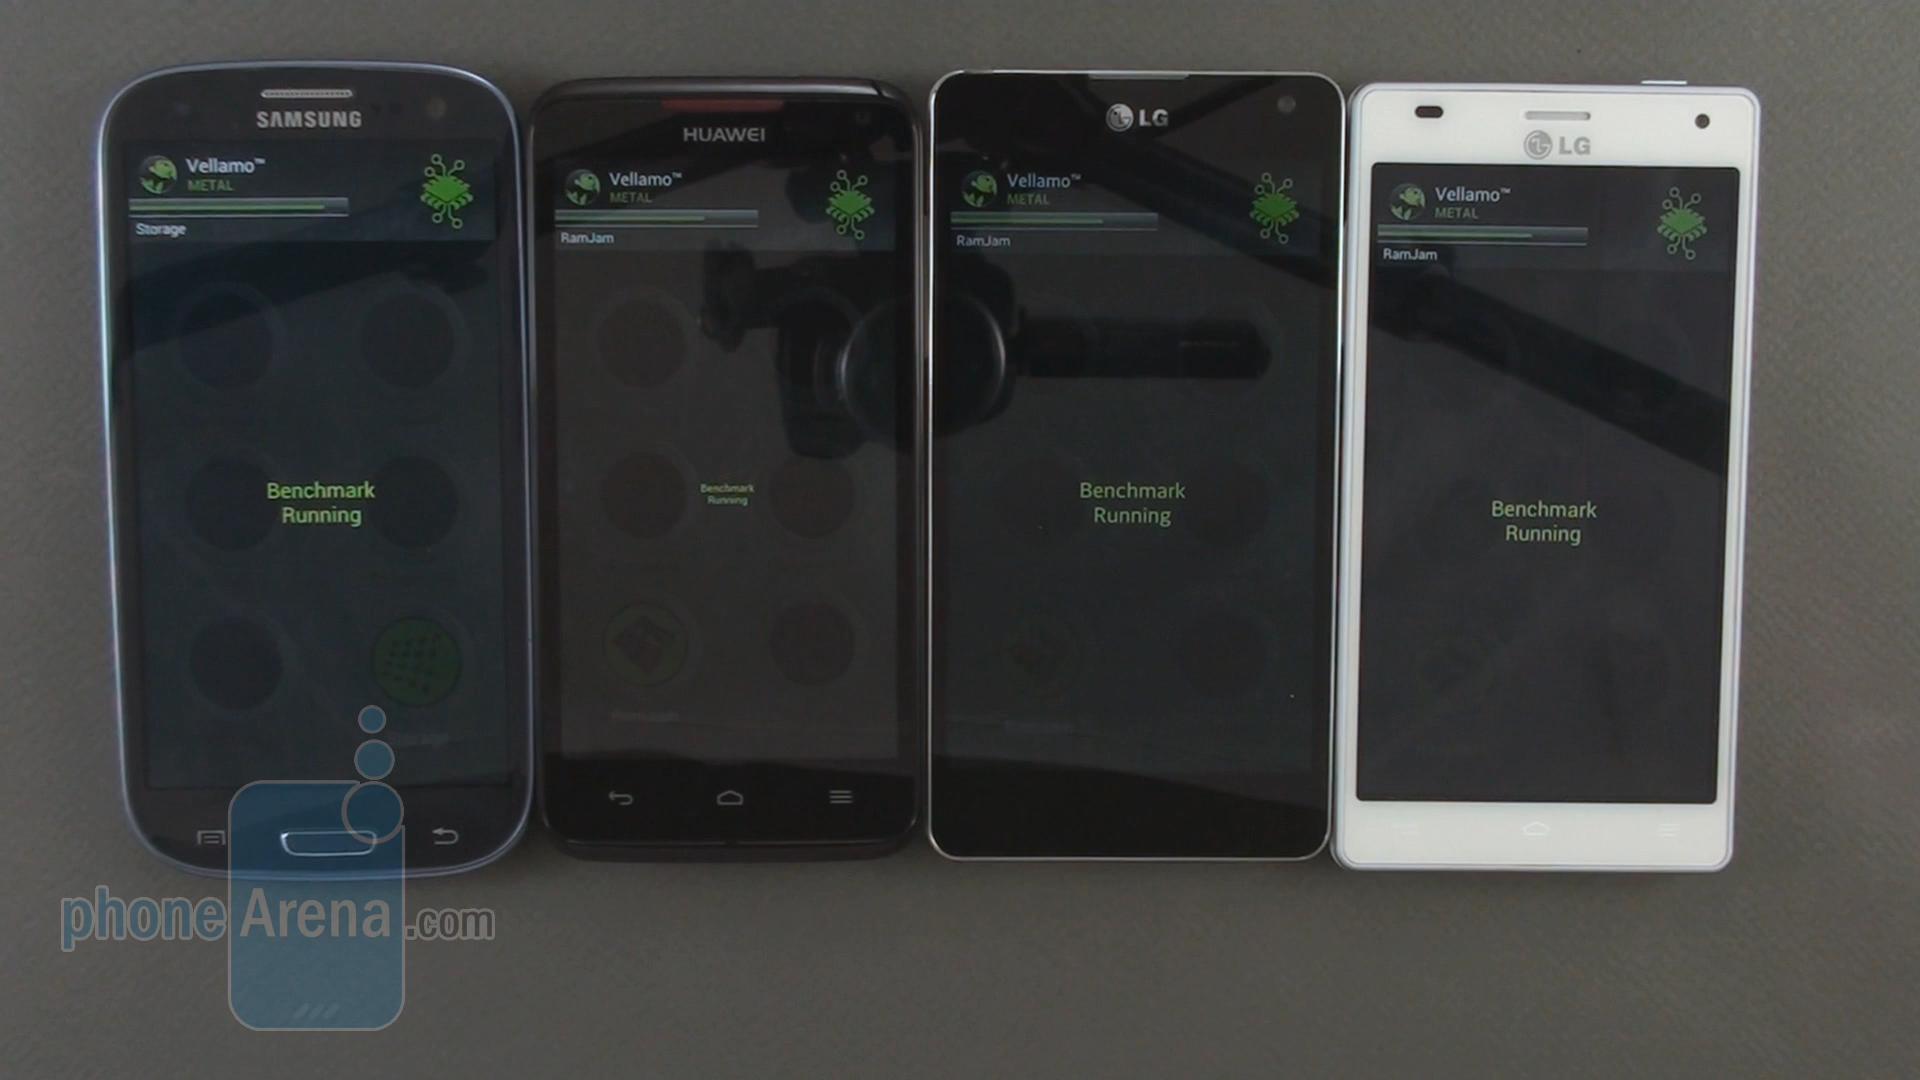 SAMSUNG
Vellamo™
METAL
Storage
Benchmark
Running
HUAWEI
Vellamo™
METAL
RamJam
Benchmark
Running
LG
Vellamo™
METAL
RamJam
Benchmark
Running
LG
Vellamo™
METAL
RamJam
Benchmark
Running
phoneArena.com